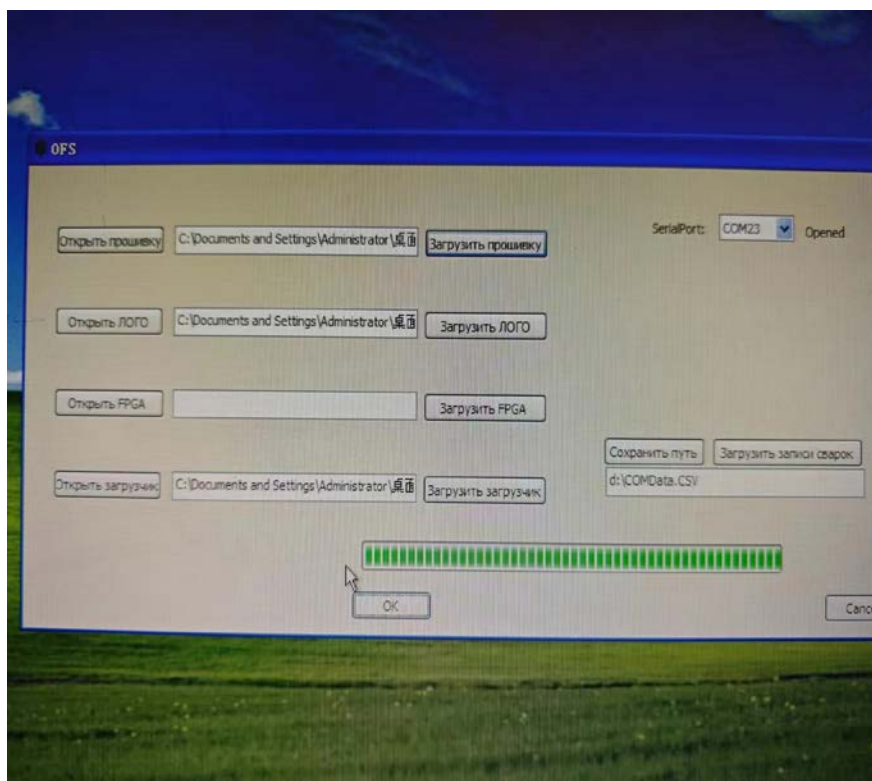 OFS
Открыть прошивку C:\Documents and Settings\Administrator\桌面 Загрузить прошивку SerialPort: COM23 Opened
Открыть ЛОГО C:\Documents and Settings\Administrator\桌面 Загрузить ЛОГО
Открыть FPGA Загрузить FPGA
Сохранить путь Загрузить записи сварок
Открыть загрузчик C:\Documents and Settings\Administrator\桌面 Загрузить загрузчик d:\COMData.CSV
OK Cance